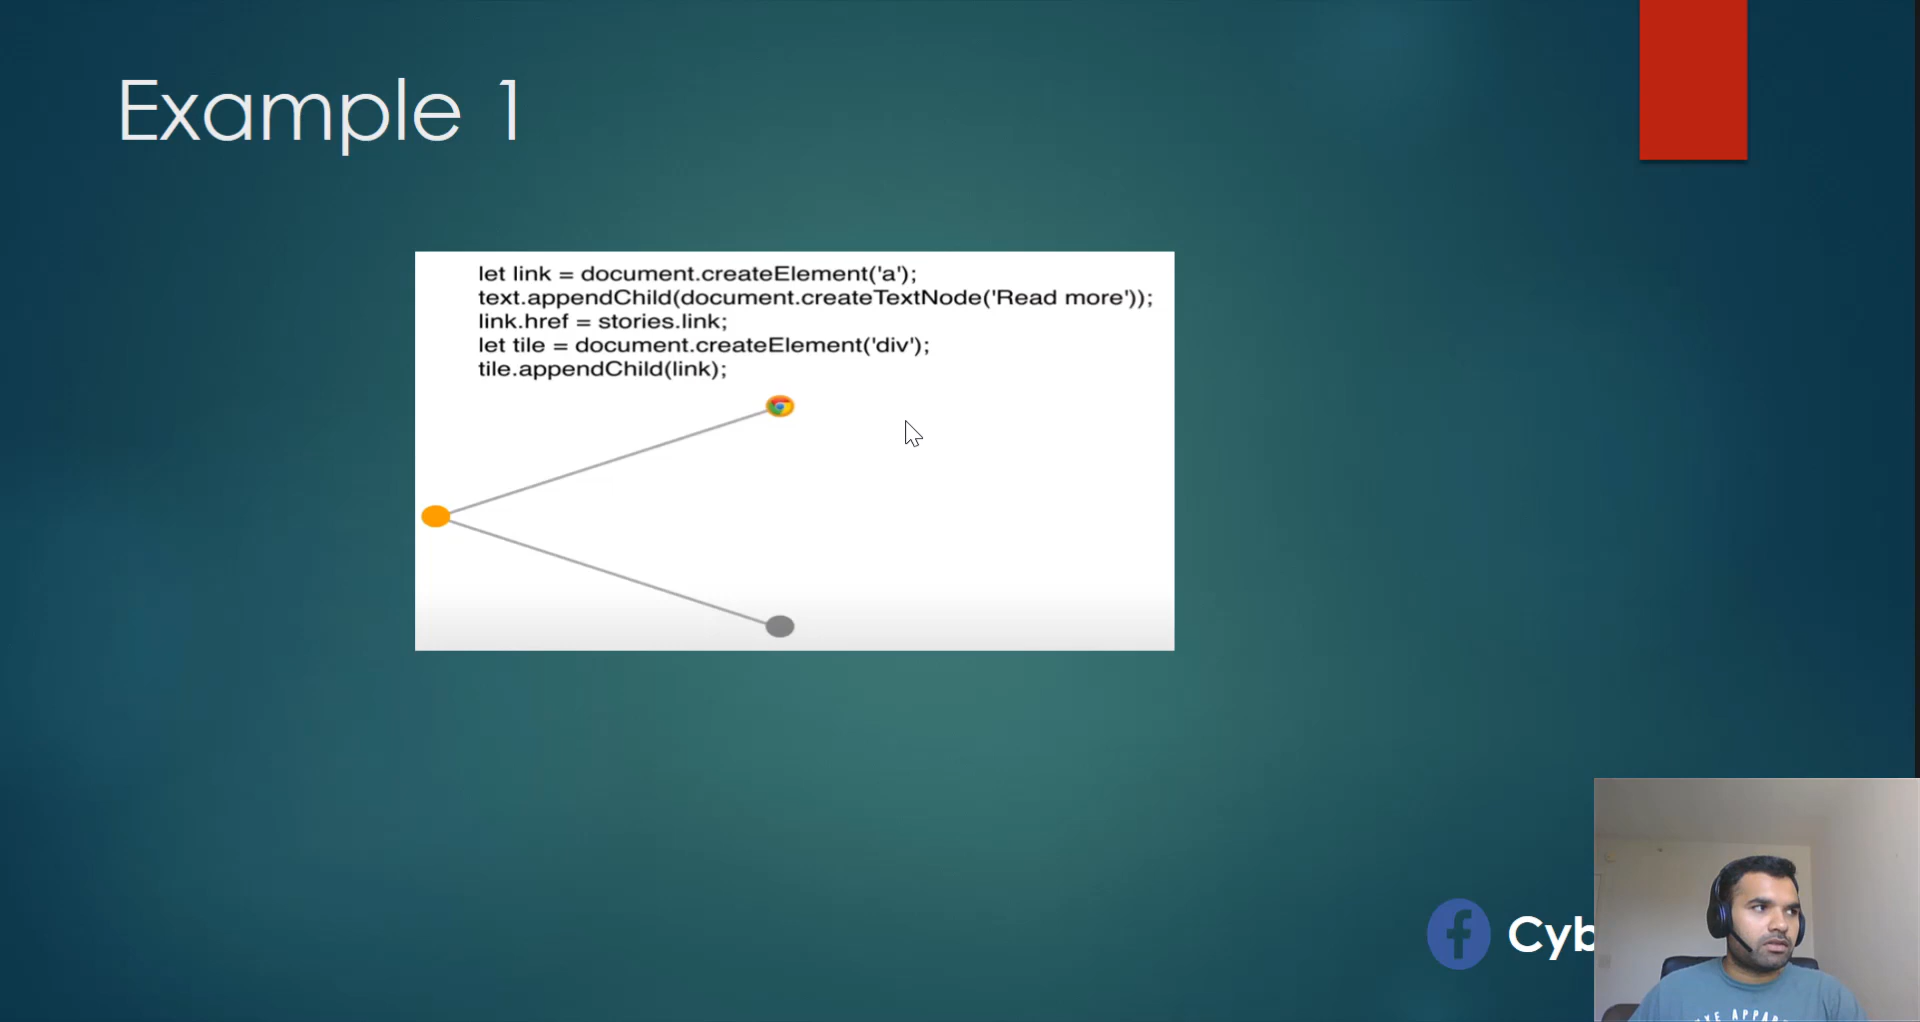 Example 1
let link = document.createElement('a');
text.appendChild(document.createTextNode('Read more'));
link.href = stories.link;
let tile = document.createElement('div');
tile.appendChild(link);
f Cyb